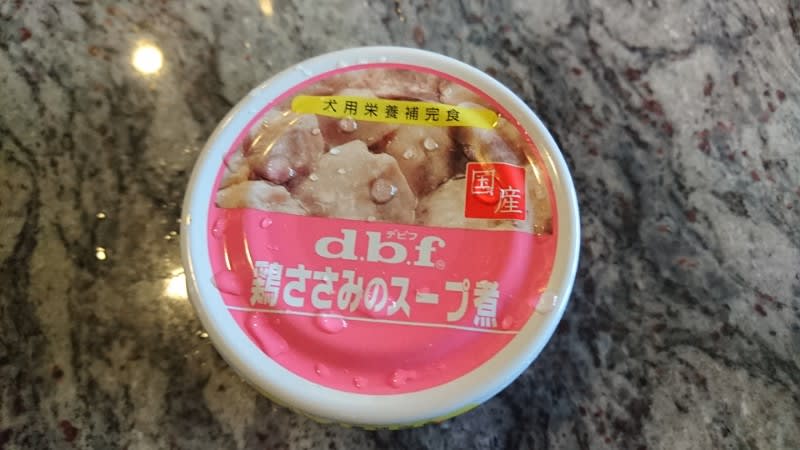 犬用栄養補完食
国産
デビフ
d.b.f
鶏ささみのスープ煮